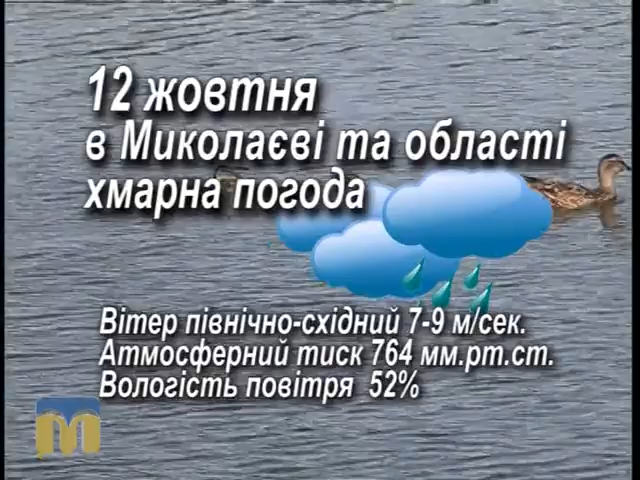 12 жовтня
в Миколаєві та області
хмарна погода
Вітер північно-східний 7-9 м/сек.
Атмосферний тиск 764 мм.рт.ст.
Вологість повітря 52%
m